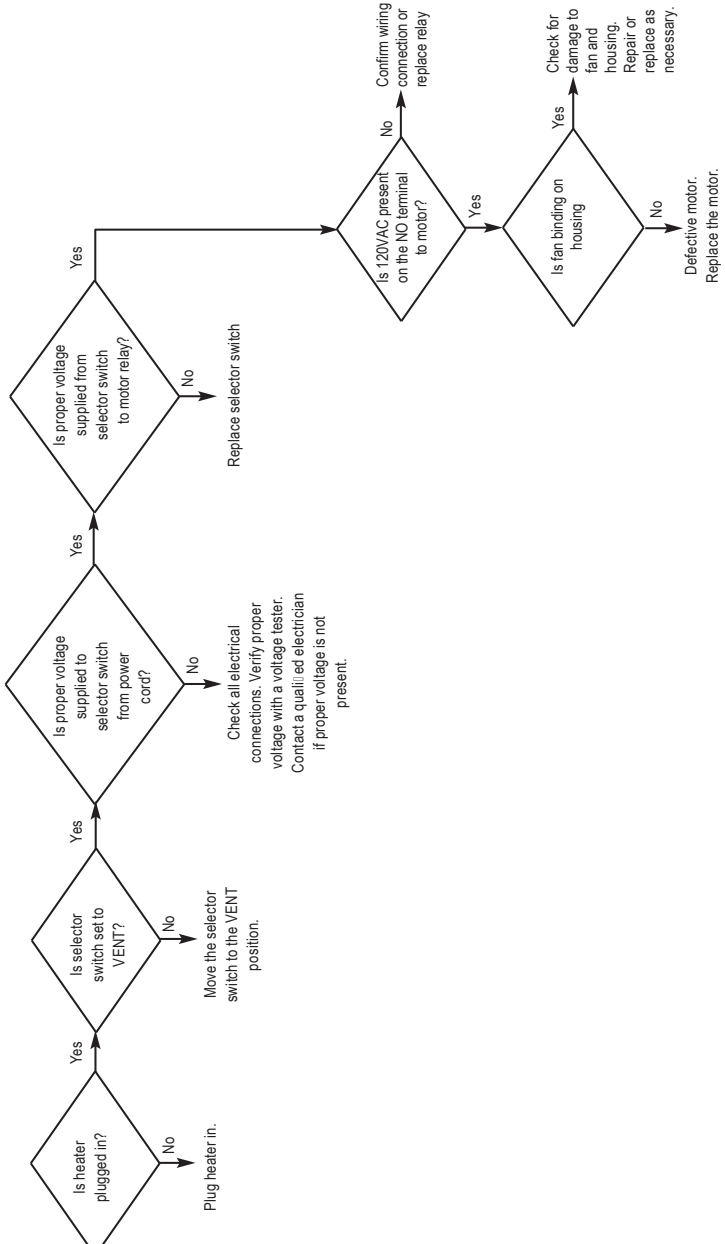 Is heater
plugged in?
Yes
No
Plug heater in.
Is selector
switch set to
VENT?
Yes
No
Move the selector
switch to the VENT
position.
Is proper voltage
supplied to
selector switch
from power
cord?
Yes
No
Check all electrical
connections. Verify proper
voltage with a voltage tester.
Contact a quali▯ed electrician
if proper voltage is not
present.
Is proper voltage
supplied from
selector switch
to motor relay?
Yes
No
Replace selector switch
Is 120VAC present
on the NO terminal
to motor?
No
Confirm wiring
connection or
replace relay
Yes
Is fan binding on
housing
Yes
Check for
damage to
fan and
housing.
Repair or
replace as
necessary.
No
Defective motor.
Replace the motor.